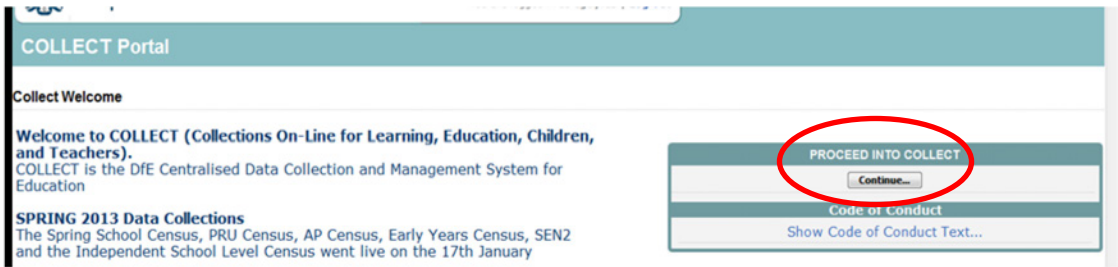 COLLECT Portal
Collect Welcome
Welcome to COLLECT (Collections On-Line for Learning, Education, Children,
and Teachers).
COLLECT is the DfE Centralised Data Collection and Management System for
Education
SPRING 2013 Data Collections
The Spring School Census, PRU Census, AP Census, Early Years Census, SEN2
and the Independent School Level Census went live on the 17th January
PROCEED INTO COLLECT
Continue...
Code of Conduct
Show Code of Conduct Text...